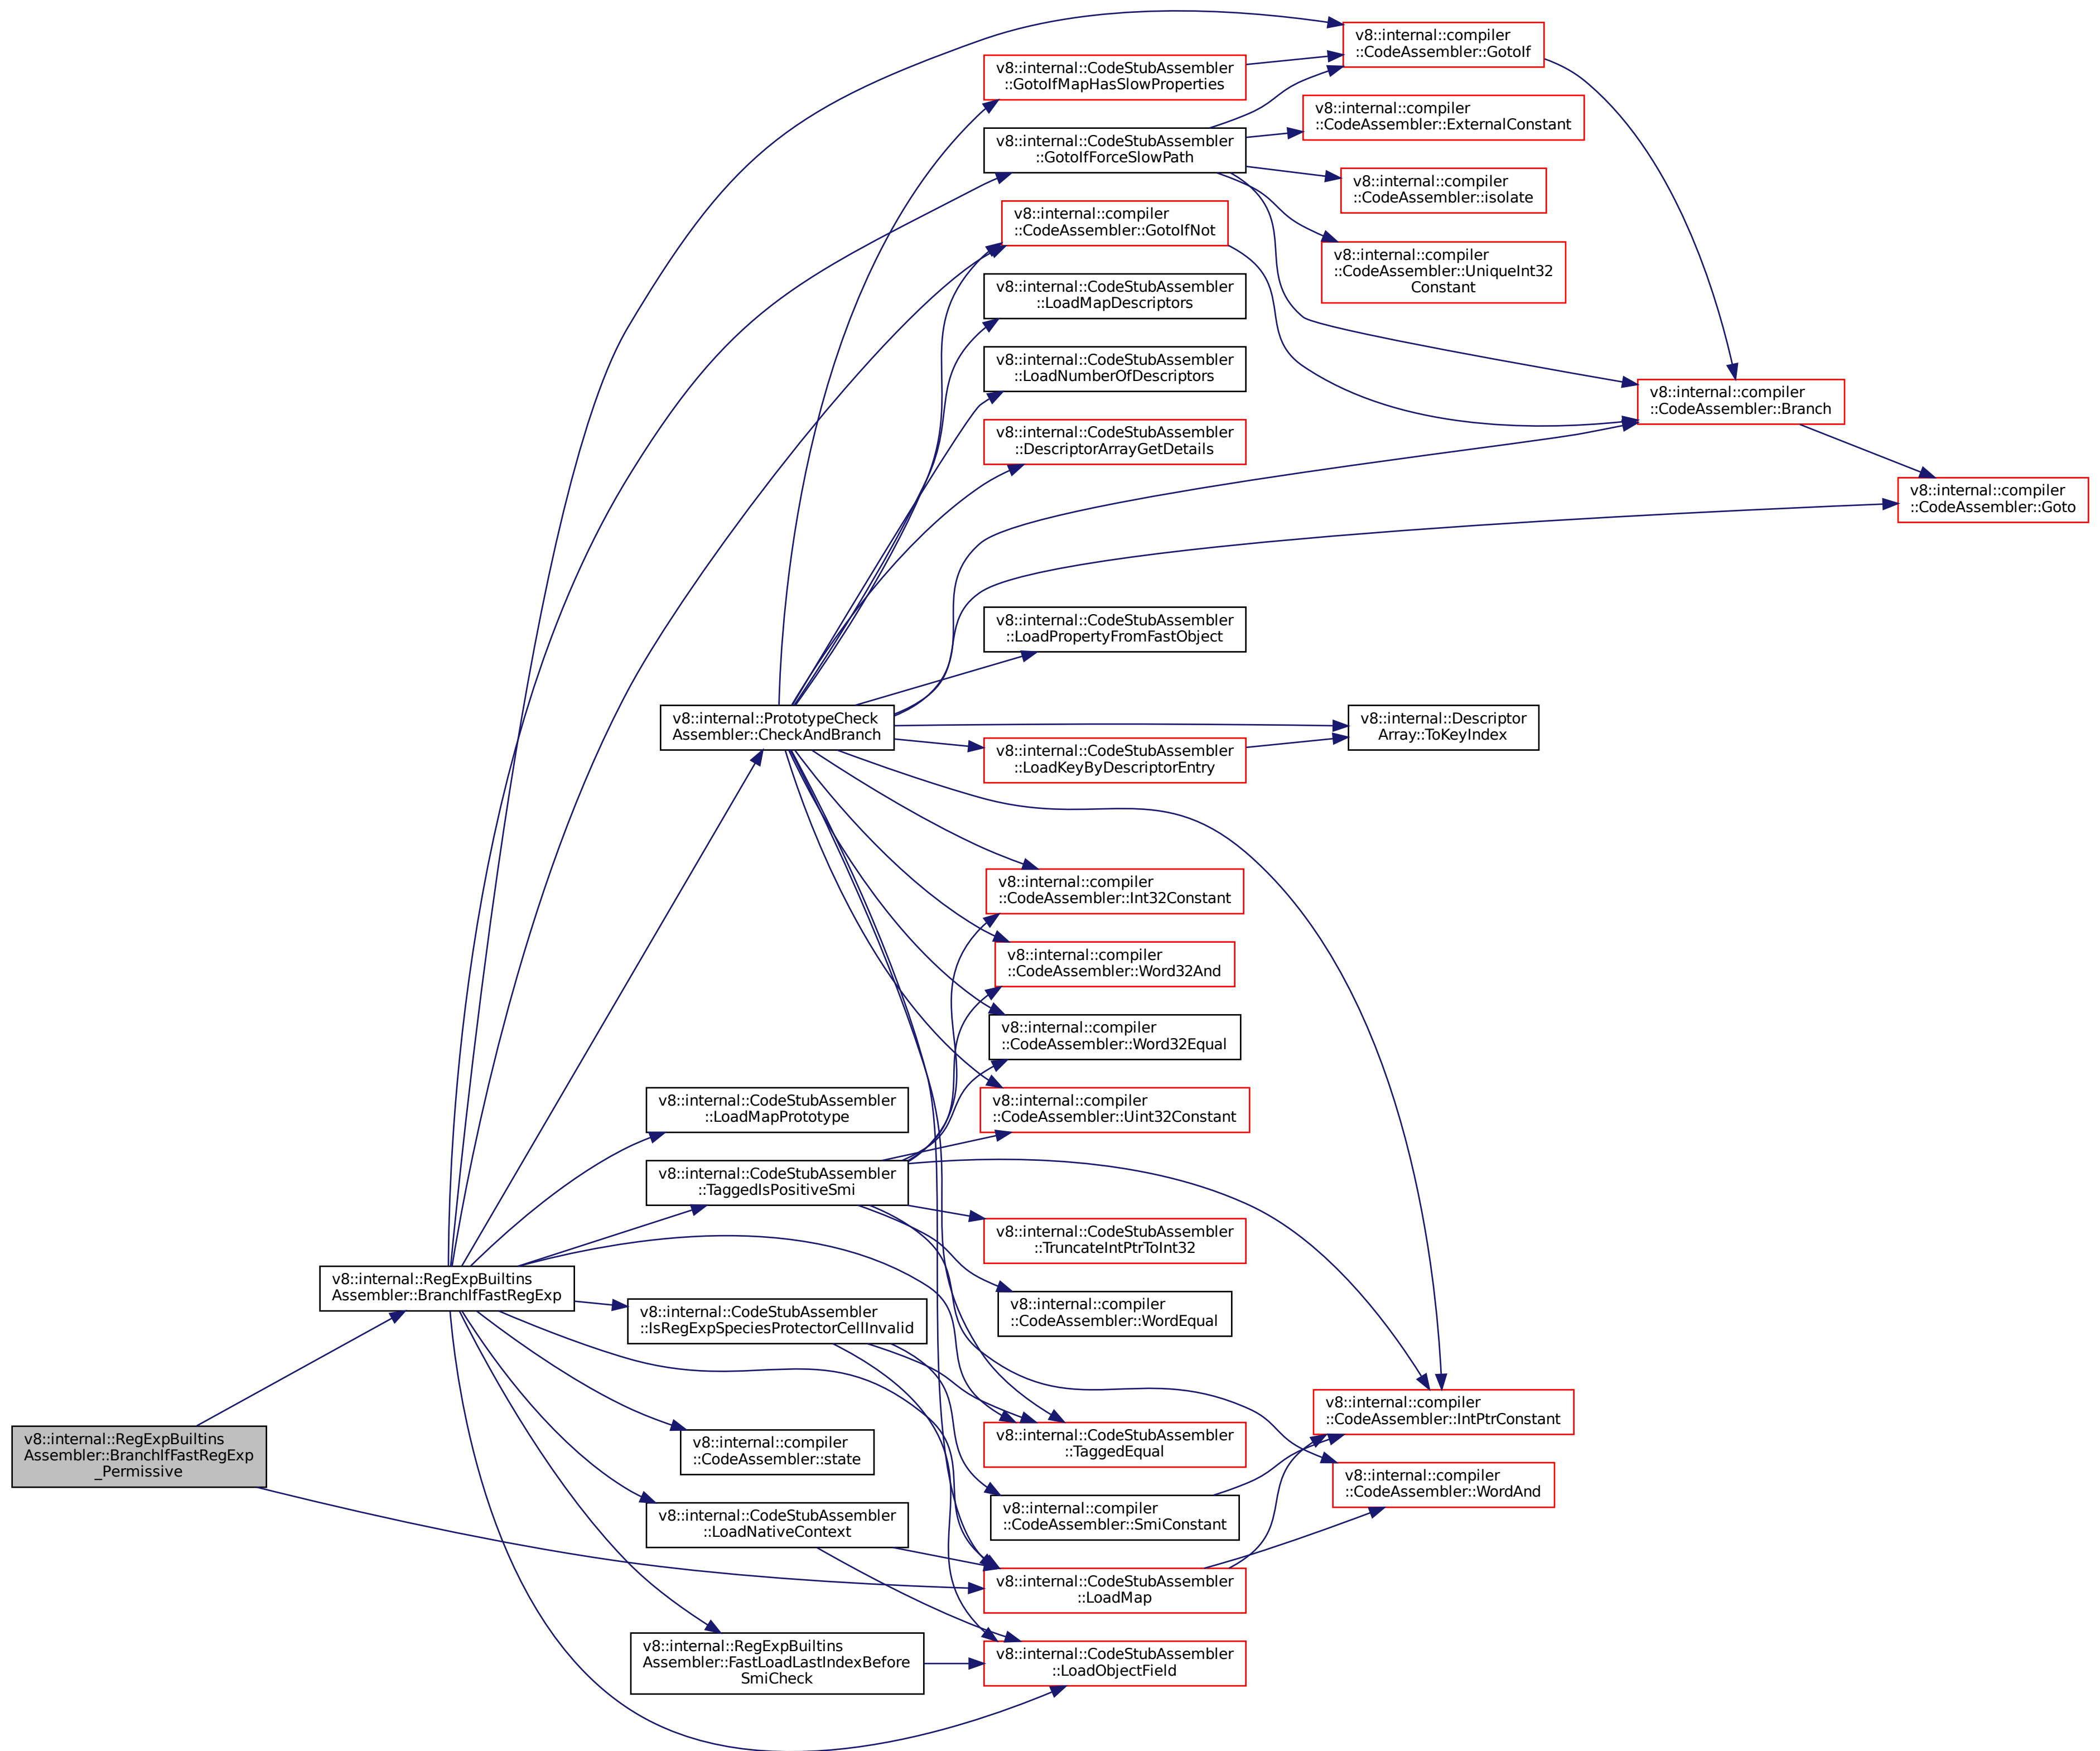 v8::internal::RegExpBuiltins
Assembler::BranchIfFastRegExp
_Permissive
v8::internal::RegExpBuiltins
Assembler::BranchIfFastRegExp
v8::internal::PrototypeCheck
Assembler::CheckAndBranch
v8::internal::CodeStubAssembler
::LoadMapPrototype
v8::internal::CodeStubAssembler
::TaggedIsPositiveSmi
v8::internal::CodeStubAssembler
::IsRegExpSpeciesProtectorCellInvalid
v8::internal::compiler
::CodeAssembler::state
v8::internal::CodeStubAssembler
::LoadNativeContext
v8::internal::RegExpBuiltins
Assembler::FastLoadLastIndexBefore
SmiCheck
v8::internal::CodeStubAssembler
::GotoIfMapHasSlowProperties
v8::internal::CodeStubAssembler
::GotoIfForceSlowPath
v8::internal::compiler
::CodeAssembler::GotoIfNot
v8::internal::CodeStubAssembler
::LoadMapDescriptors
v8::internal::CodeStubAssembler
::LoadNumberOfDescriptors
v8::internal::CodeStubAssembler
::DescriptorArrayGetDetails
v8::internal::CodeStubAssembler
::LoadPropertyFromFastObject
v8::internal::CodeStubAssembler
::LoadKeyByDescriptorEntry
v8::internal::compiler
::CodeAssembler::Int32Constant
v8::internal::compiler
::CodeAssembler::Word32And
v8::internal::compiler
::CodeAssembler::Word32Equal
v8::internal::compiler
::CodeAssembler::Uint32Constant
v8::internal::CodeStubAssembler
::TruncateIntPtrToInt32
v8::internal::compiler
::CodeAssembler::WordEqual
v8::internal::CodeStubAssembler
::TaggedEqual
v8::internal::compiler
::CodeAssembler::SmiConstant
v8::internal::CodeStubAssembler
::LoadMap
v8::internal::CodeStubAssembler
::LoadObjectField
v8::internal::compiler
::CodeAssembler::GotoIf
v8::internal::compiler
::CodeAssembler::ExternalConstant
v8::internal::compiler
::CodeAssembler::isolate
v8::internal::compiler
::CodeAssembler::UniqueInt32
Constant
v8::internal::Descriptor
Array::ToKeyIndex
v8::internal::compiler
::CodeAssembler::IntPtrConstant
v8::internal::compiler
::CodeAssembler::WordAnd
v8::internal::compiler
::CodeAssembler::Branch
v8::internal::compiler
::CodeAssembler::Goto